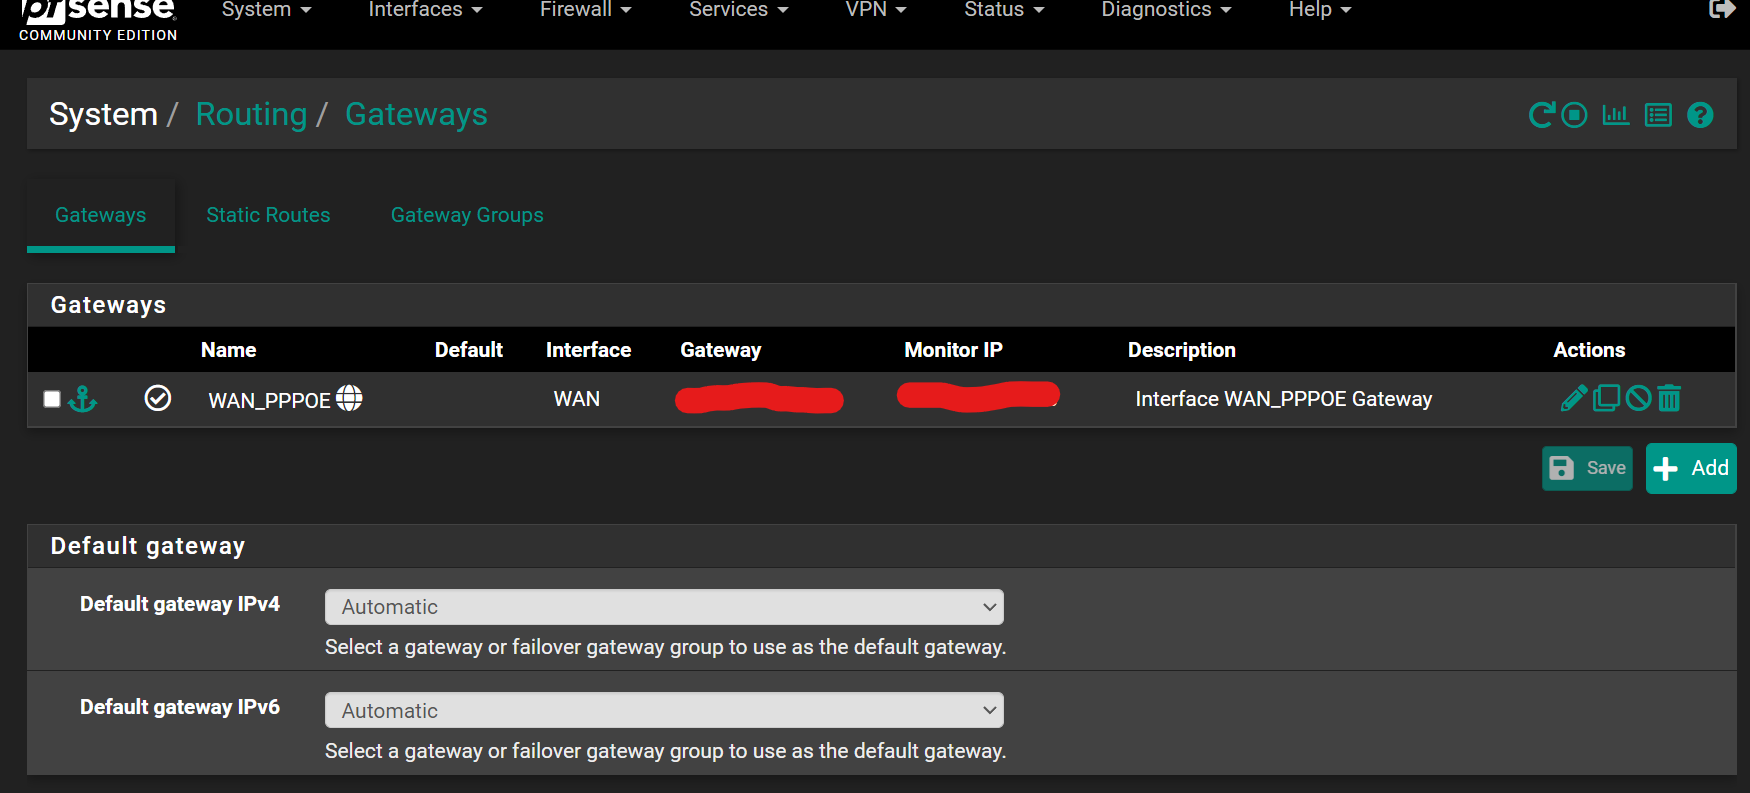 pfsense
COMMUNITY EDITION
System Interfaces Firewall Services VPN Status Diagnostics Help
System / Routing / Gateways
Gateways Static Routes Gateway Groups
Gateways
Name Default Interface Gateway Monitor IP Description Actions
WAN_PPPOE WAN Interface WAN_PPPOE Gateway
Save Add
Default gateway
Default gateway IPv4 Automatic
Select a gateway or failover gateway group to use as the default gateway.
Default gateway IPv6 Automatic
Select a gateway or failover gateway group to use as the default gateway.